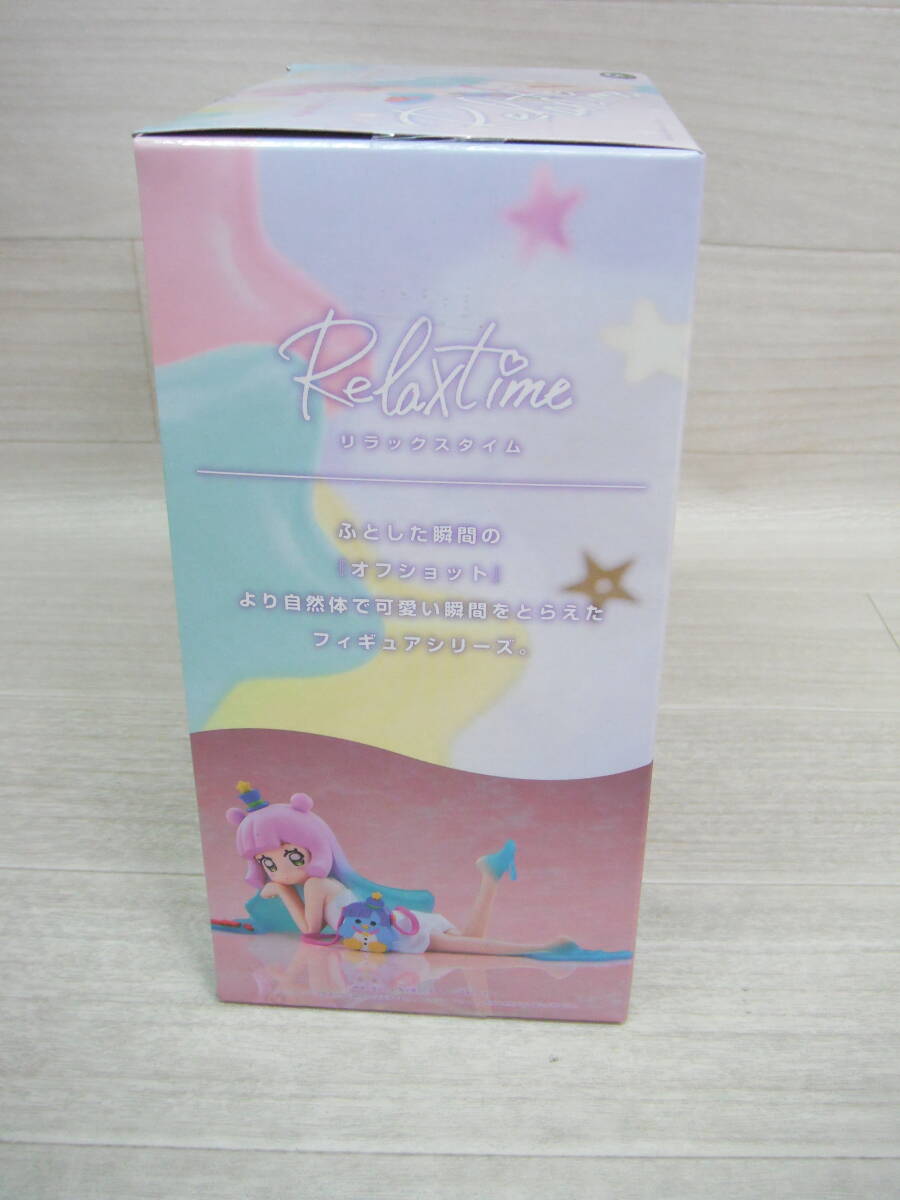 Relaxtime
リラックスタイム
ふとした瞬間の
『オフショット』
より自然体で可愛い瞬間をとらえた
フィギュアシリーズ。